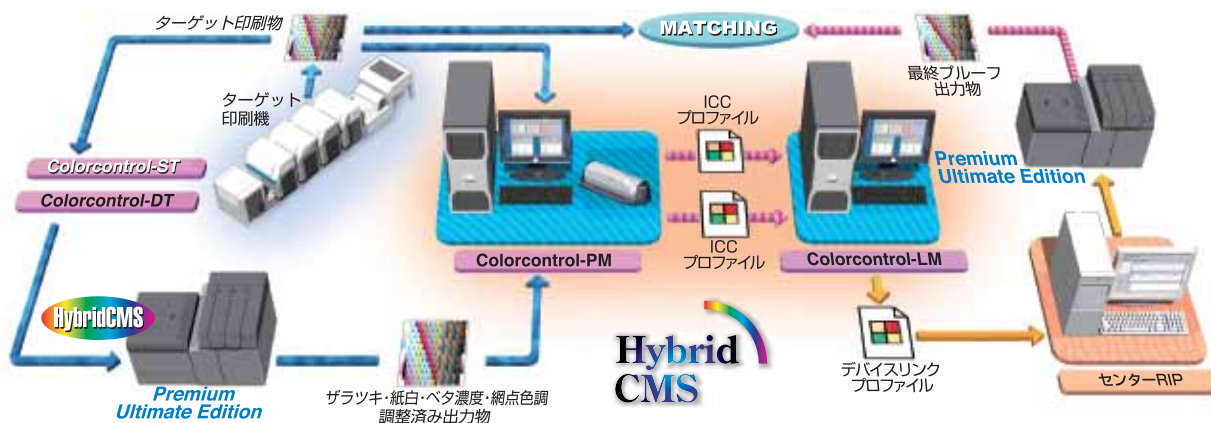 ターゲット印刷物
MATCHING
最終プルーフ
出力物
ターゲット
印刷機
ICC
プロファイル
Colorcontrol-ST
Colorcontrol-DT
Premium
Ultimate Edition
ICC
プロファイル
Colorcontrol-PM
Colorcontrol-LM
HybridCMS
Hybrid
CMS
Premium
Ultimate Edition
ザラツキ・紙白・ベタ濃度・網点色調
調整済み出力物
デバイスリンク
プロファイル
センターRIP